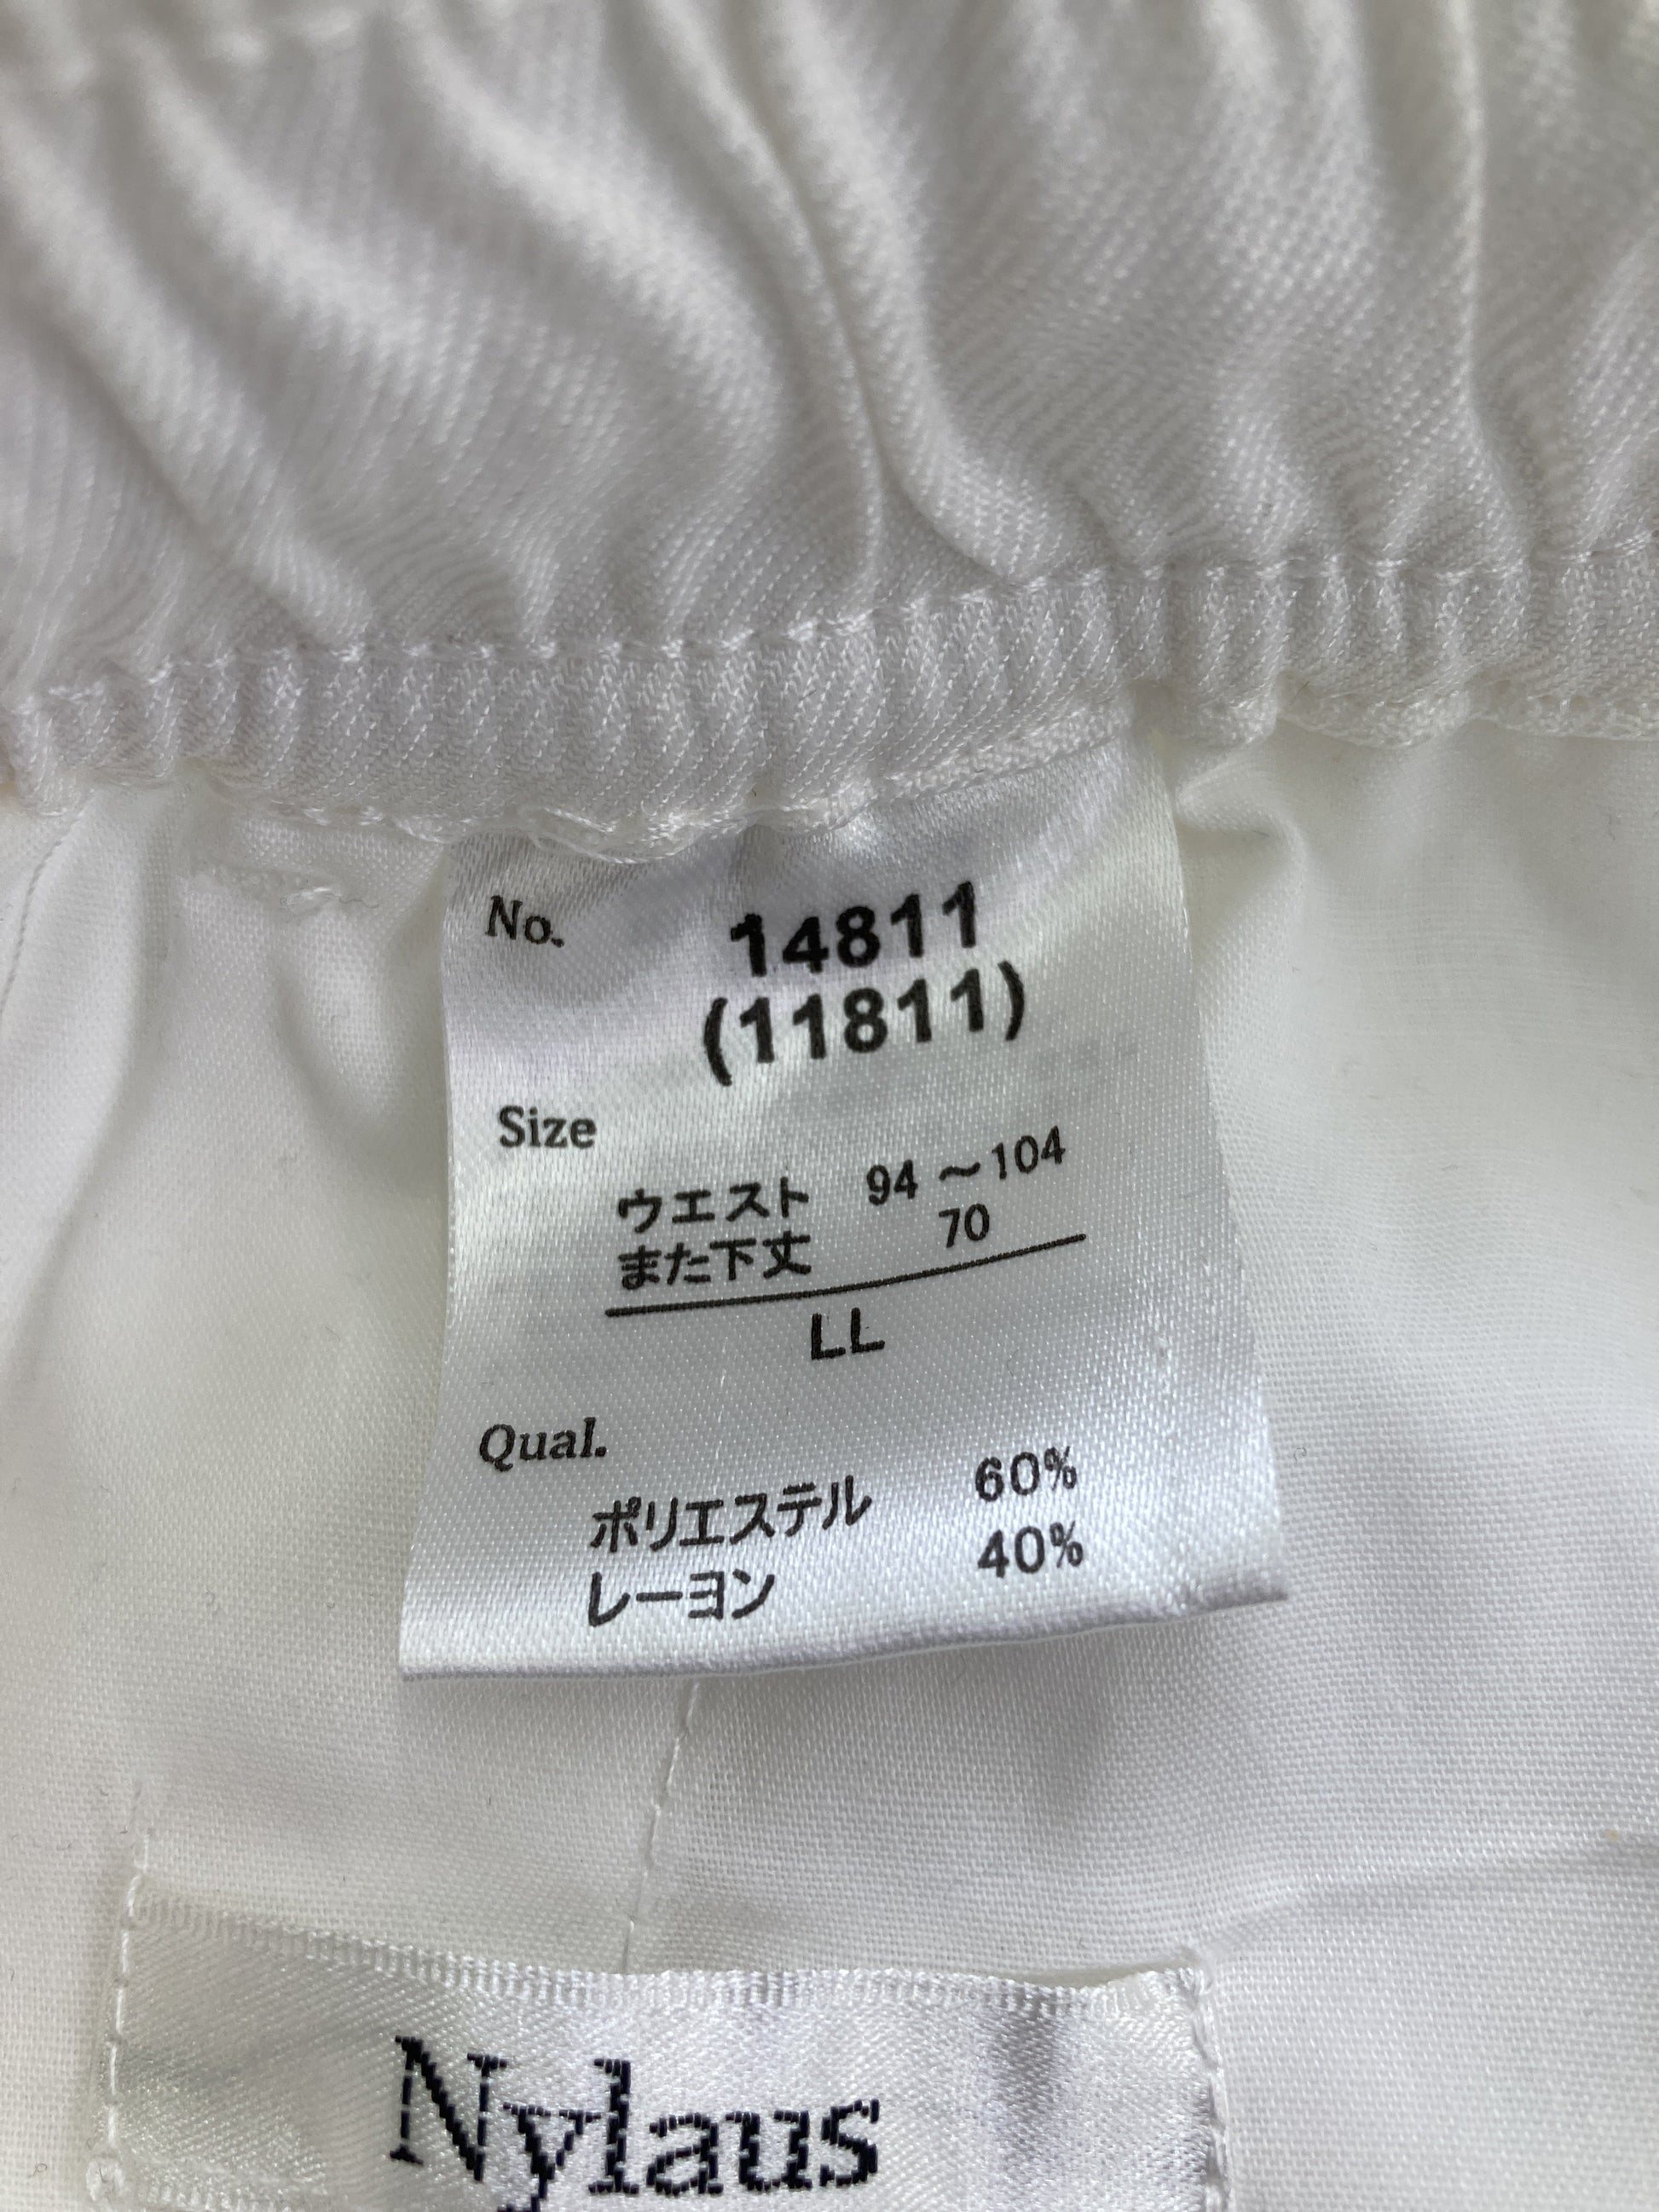 No. 14811
(11811)
Size
ウエスト 94 ～104
また下丈 70
LL
Qual.
ポリエステル 60%
レーヨン 40%
Nylaus